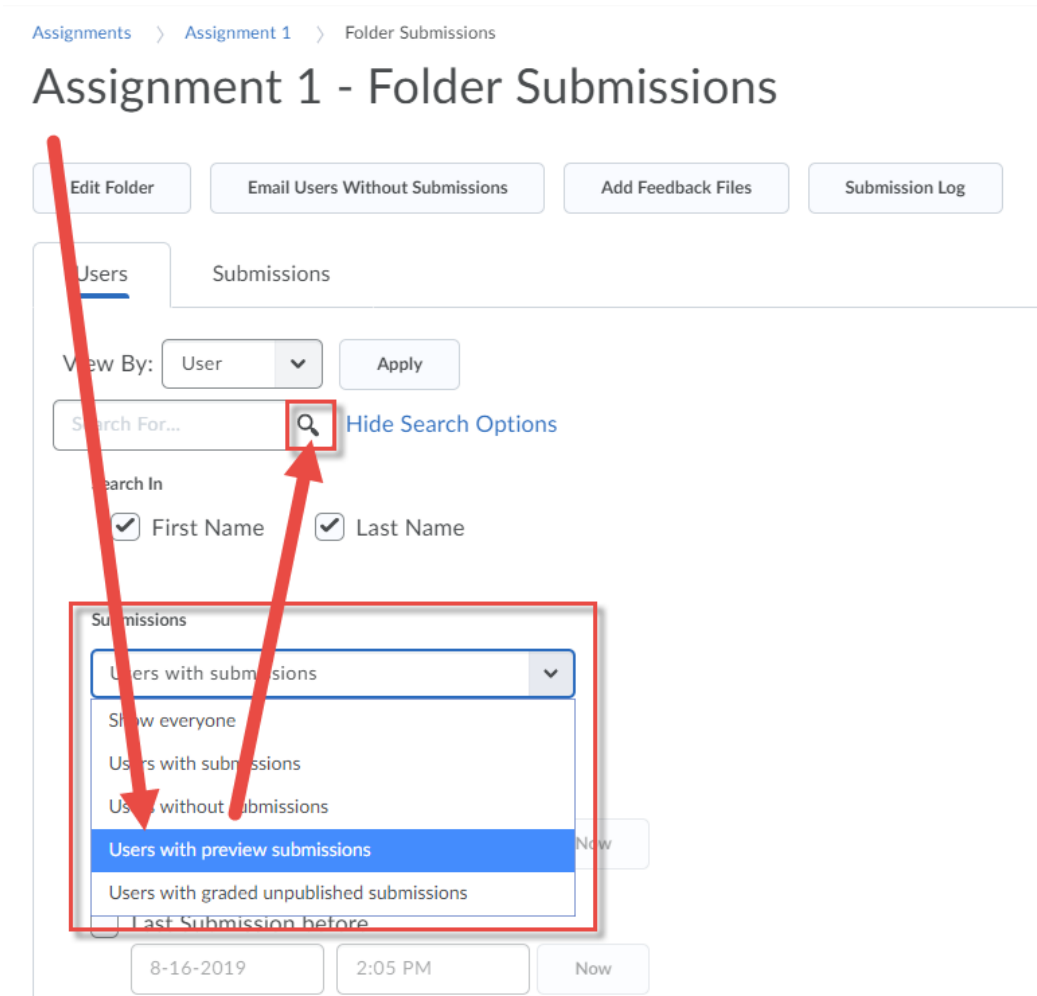 Assignments > Assignment 1 > Folder Submissions
Assignment 1 - Folder Submissions
Edit Folder Email Users Without Submissions Add Feedback Files Submission Log
Users Submissions
View By: User Apply
Search For... Hide Search Options
Search In
First Name Last Name
Submissions
Users with submissions
Show everyone
Users with submissions
Users without submissions
Users with preview submissions
Now
Users with graded unpublished submissions
Last Submission before
8-16-2019 2:05 PM Now